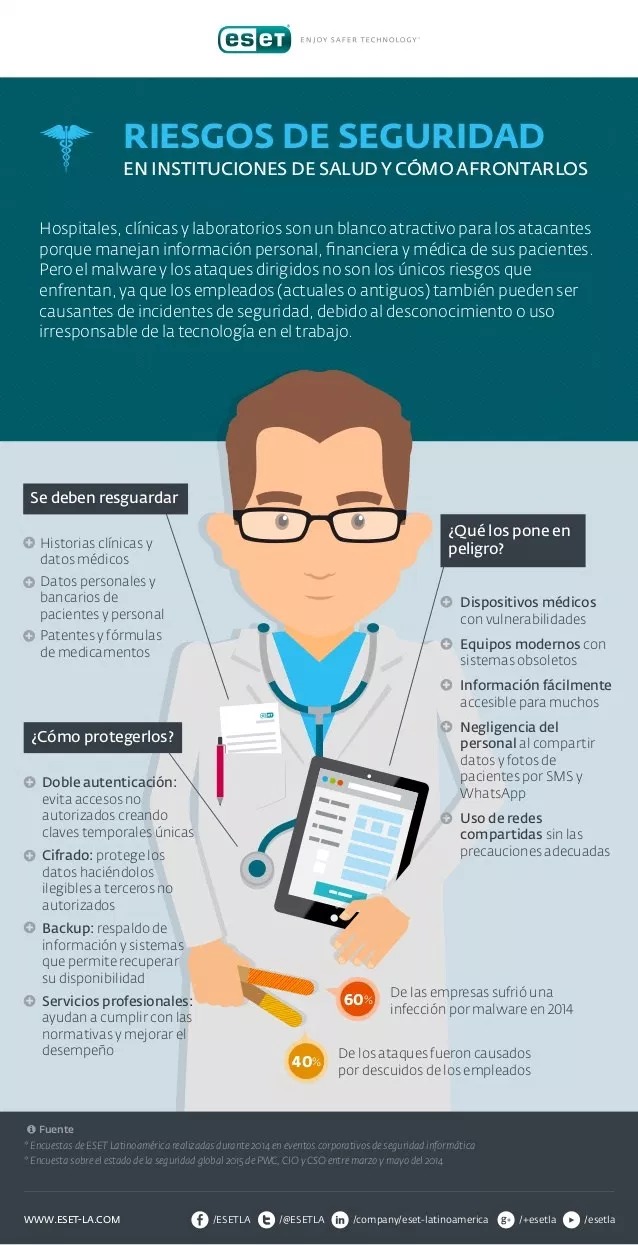 eseT
ENJOY SAFER TECHNOLOGY™
RIESGOS DE SEGURIDAD
EN INSTITUCIONES DE SALUD Y CÓMO AFRONTARLOS
Hospitales, clínicas y laboratorios son un blanco atractivo para los atacantes
porque manejan información personal, financiera y médica de sus pacientes.
Pero el malware y los ataques dirigidos no son los únicos riesgos que
enfrentan, ya que los empleados (actuales o antiguos) también pueden ser
causantes de incidentes de seguridad, debido al desconocimiento o uso
irresponsable de la tecnología en el trabajo.
Se deben resguardar
Historias clínicas y
datos médicos
Datos personales y
bancarios de
pacientes y personal
Patentes y fórmulas
de medicamentos
¿Qué los pone en
peligro?
Dispositivos médicos
con vulnerabilidades
Equipos modernos con
sistemas obsoletos
Información fácilmente
accesible para muchos
Negligencia del
personal al compartir
datos y fotos de
pacientes por SMS y
WhatsApp
Uso de redes
compartidas sin las
precauciones adecuadas
eseT
¿Cómo protegerlos?
Doble autenticación:
evita accesos no
autorizados creando
claves temporales únicas
Cifrado: protege los
datos haciéndolos
ilegibles a terceros no
autorizados
Backup: respaldo de
información y sistemas
que permite recuperar
su disponibilidad
Servicios profesionales:
ayudan a cumplir con las
normativas y mejorar el
desempeño
60%
De las empresas sufrió una
infección por malware en 2014
40%
De los ataques fueron causados
por descuidos de los empleados
Fuente
* Encuestas de ESET Latinoamérica realizadas durante 2014 en eventos corporativos de seguridad informática
* Encuesta sobre el estado de la seguridad global 2015 de PWC, CIO y CSO entre marzo y mayo del 2014
WWW.ESET-LA.COM
/ESETLA
/@ESETLA
/company/eset-latinoamerica
/+esetla
/esetla